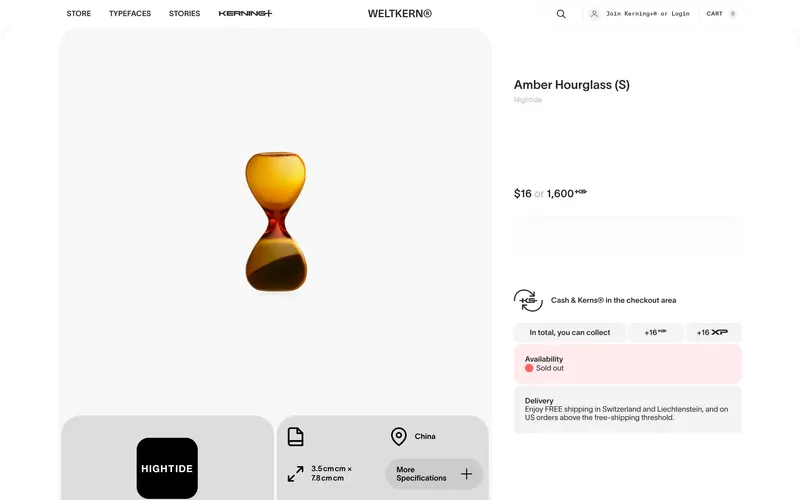 STORE TYPEFACES STORIES KERNING+ WELTKERN® Join Kerning+® or Login CART 0
Amber Hourglass (S)
Hightide
$16 or 1,600 KS
Cash & Kerns® in the checkout area
In total, you can collect +16 KS +16 XP
Availability
Sold out
Delivery
Enjoy FREE shipping in Switzerland and Liechtenstein, and on
US orders above the free-shipping threshold.
HIGHTIDE
China
3.5 cm cm ×
7.8 cm cm
More
Specifications